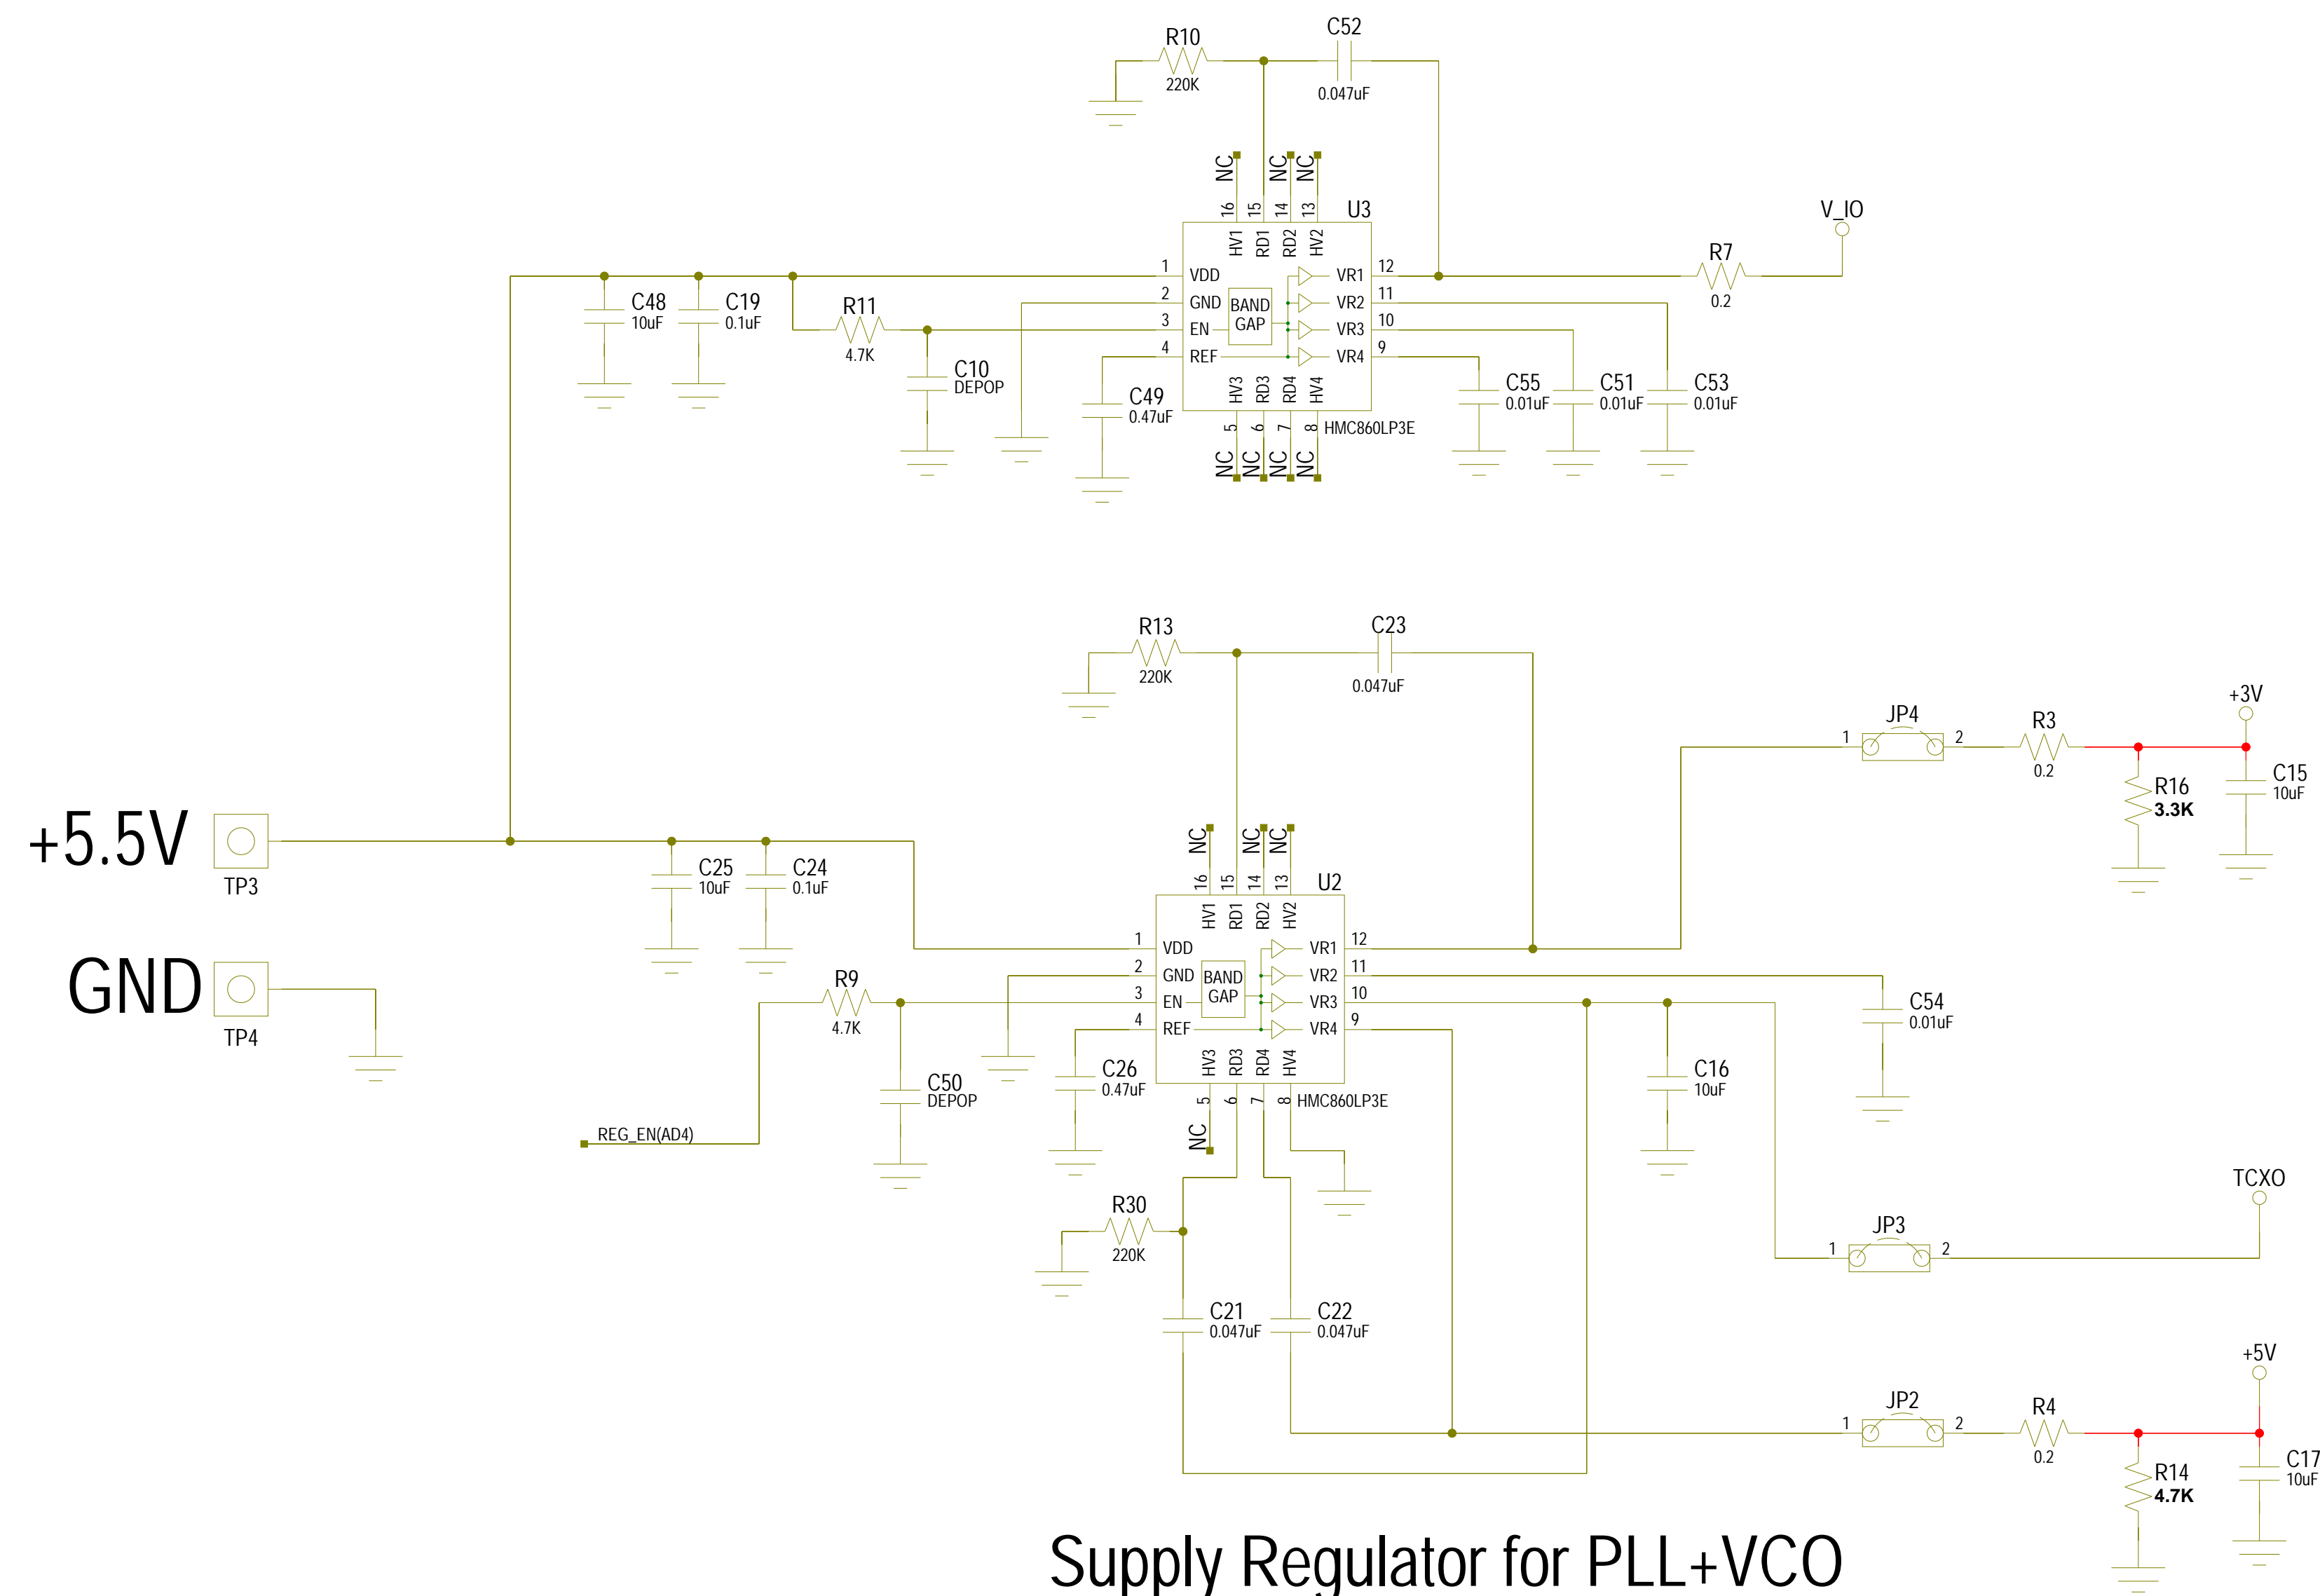 C52
R10
220K
0.047uF
NC
NC
NC
16
15
14
13
U3
HV1
RD1
RD2
HV2
V_IO
R7
0.2
1
VDD
VR1
12
2
GND
BAND
GAP
VR2
11
3
EN
VR3
10
4
REF
VR4
9
C48
10uF
C19
0.1uF
R11
4.7K
C10
DEPOP
C49
0.47uF
HV3
RD3
RD4
HV4
5
6
7
8
HMC860LP3E
NC
NC
NC
NC
C55
0.01uF
C51
0.01uF
C53
0.01uF
R13
220K
C23
0.047uF
+3V
1
JP4
2
R3
0.2
R16
3.3K
C15
10uF
+5.5V
TP3
C25
10uF
C24
0.1uF
NC
NC
NC
16
15
14
13
U2
HV1
RD1
RD2
HV2
GND
TP4
1
VDD
VR1
12
2
GND
BAND
GAP
VR2
11
3
EN
VR3
10
4
REF
VR4
9
R9
4.7K
C50
DEPOP
C26
0.47uF
HV3
RD3
RD4
HV4
5
6
7
8
HMC860LP3E
NC
C16
10uF
C54
0.01uF
REG_EN(AD4)
TCXO
R30
220K
1
JP3
2
C21
0.047uF
C22
0.047uF
+5V
1
JP2
2
R4
0.2
R14
4.7K
C17
10uF
Supply Regulator for PLL+VCO